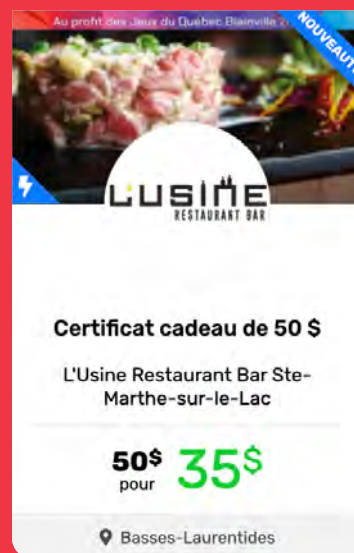 Au profit des Jeux du Québec Blainville
NOUVEAUTÉ
L'USINE
RESTAURANT BAR
Certificat cadeau de 50 $
L'Usine Restaurant Bar Ste-
Marthe-sur-le-Lac
50$
pour
35$
Basses-Laurentides